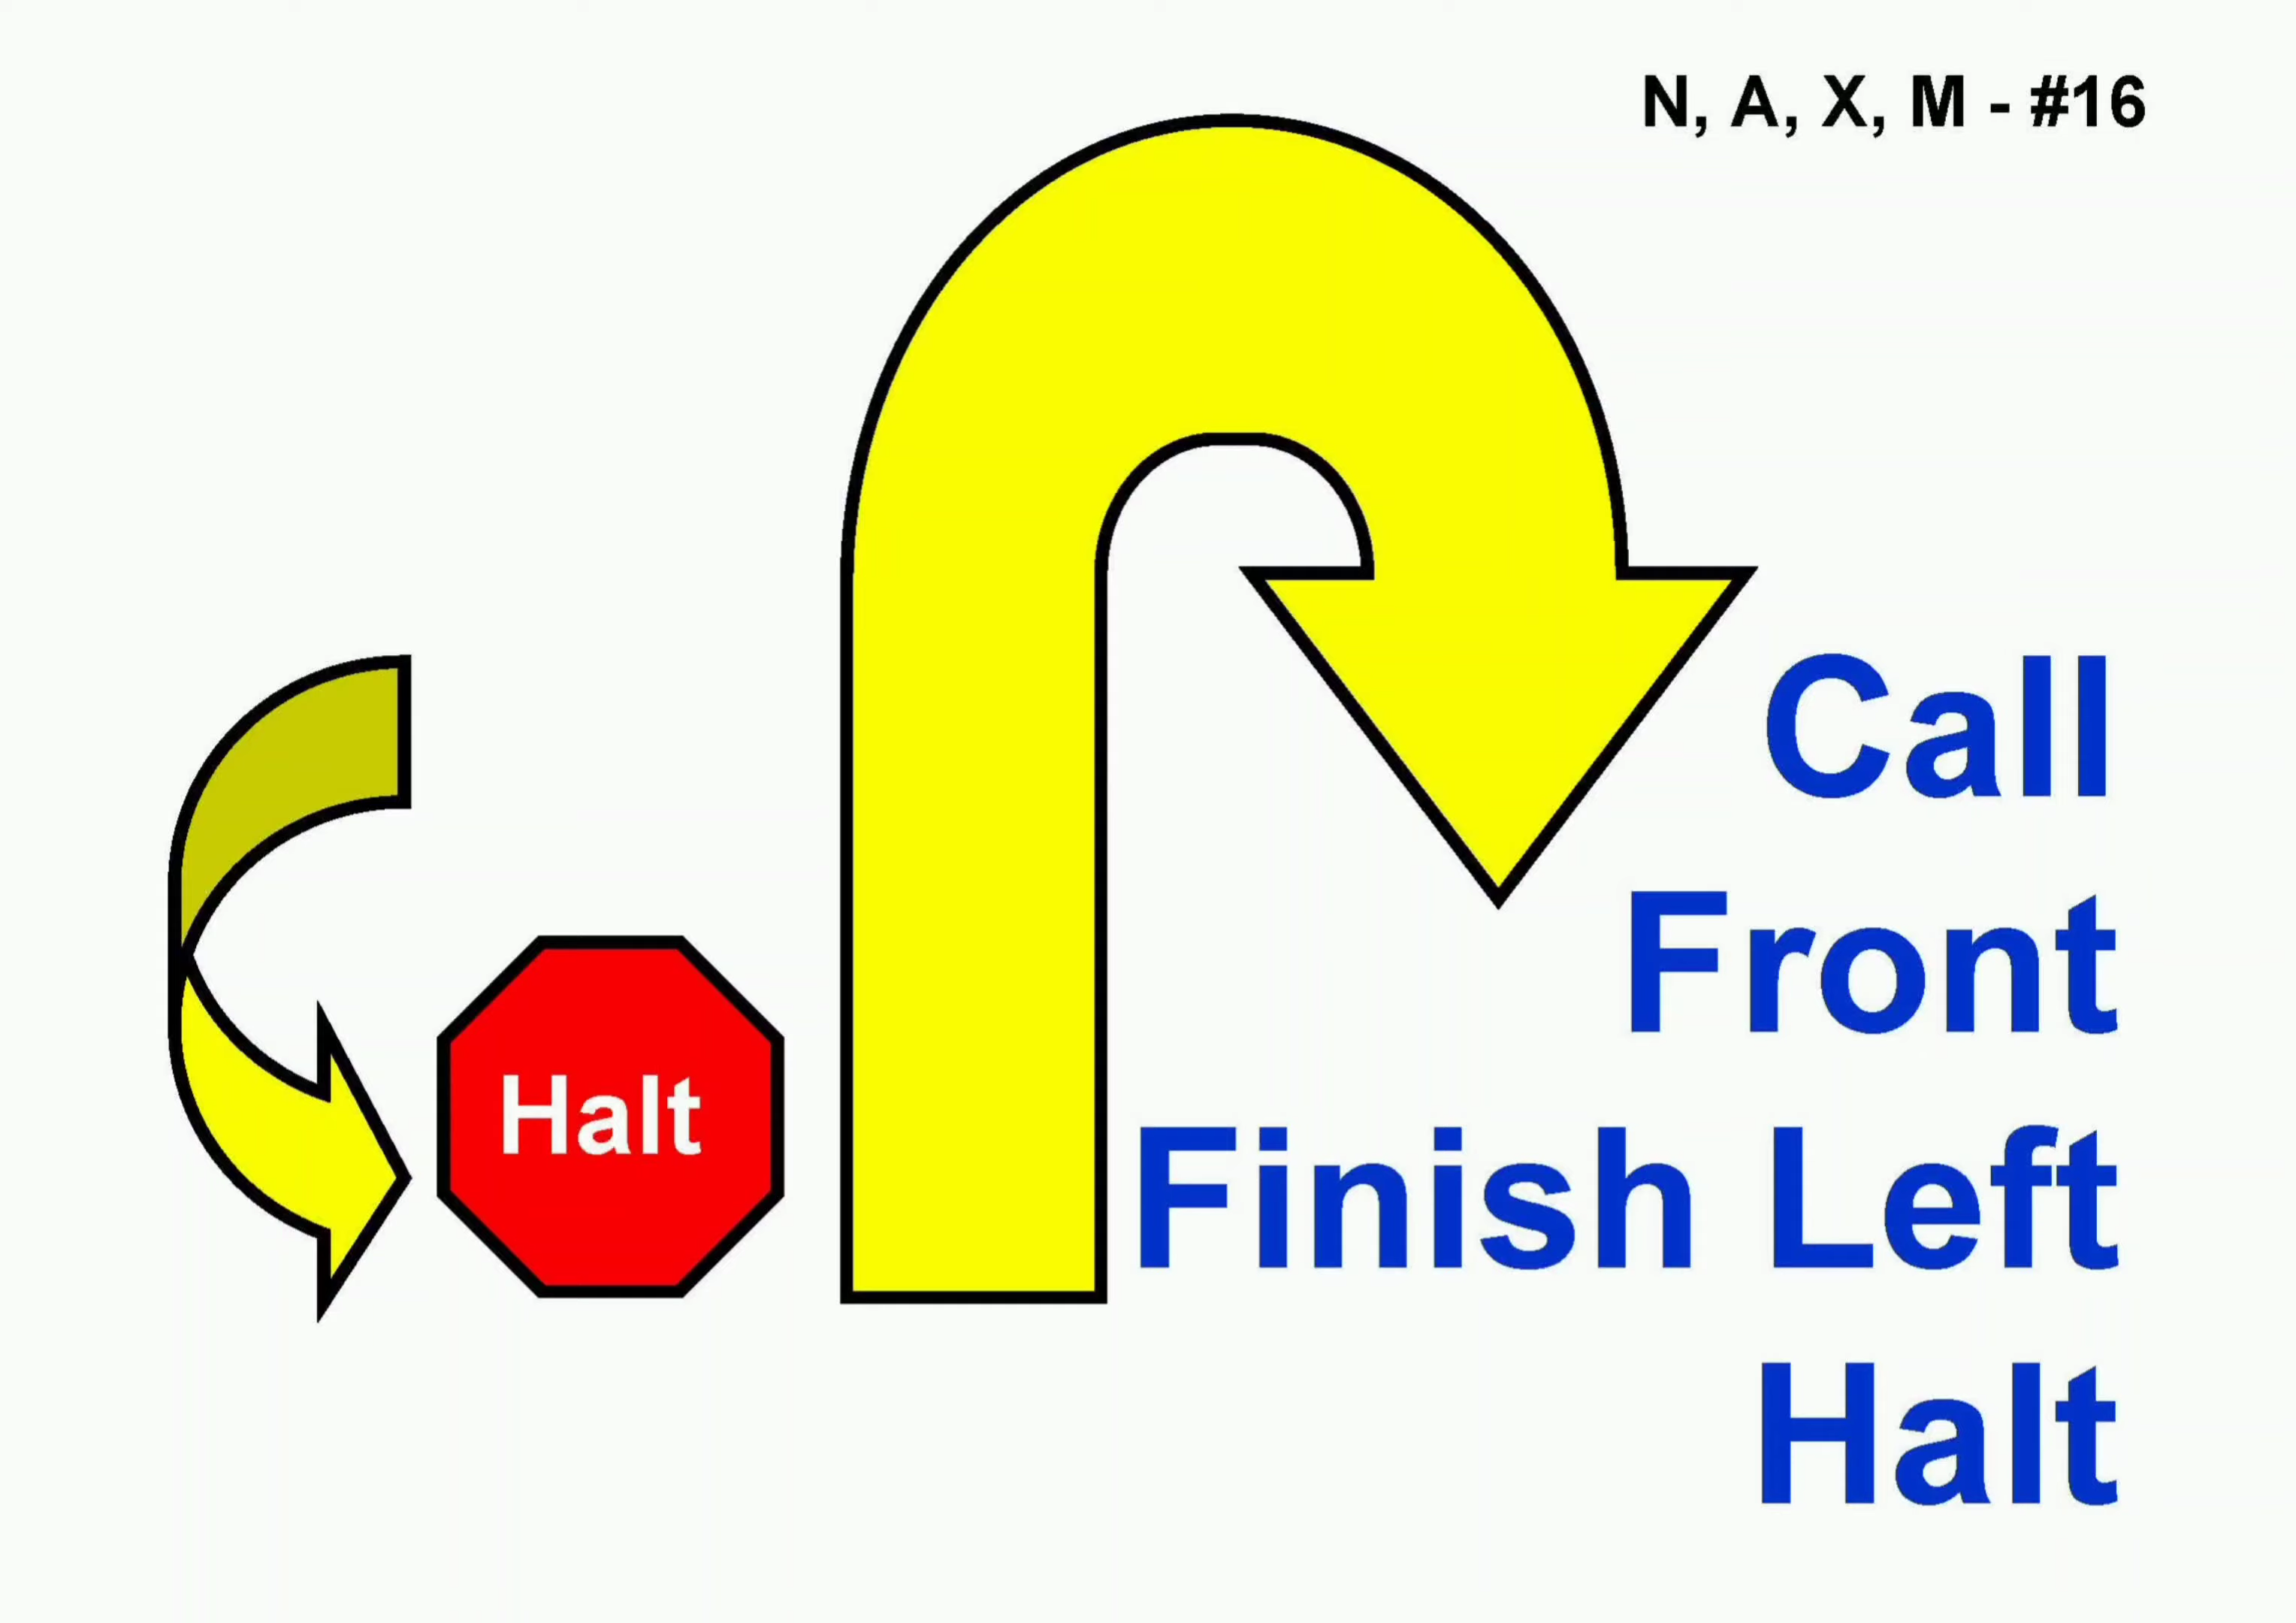 N, A, X, M - #16
Call
Front
Finish Left
Halt
Halt